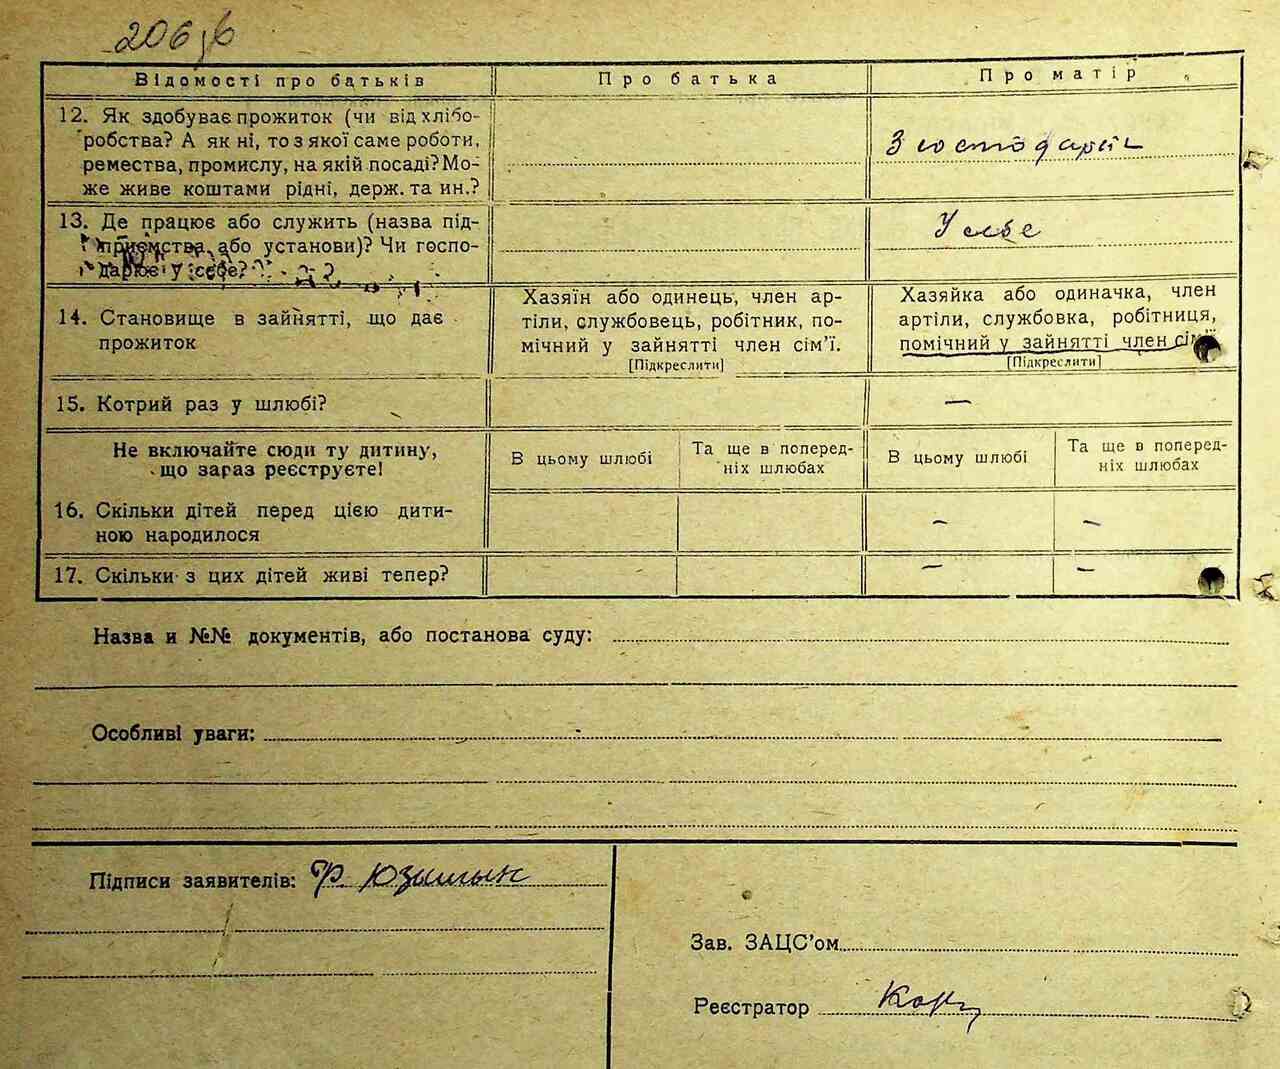 206
Відомості про батьків
Про батька
Про матір
12. Як здобуває прожиток (чи від хлібо-
робства? А як ні, то з якої саме роботи,
ремества, промислу, на якій посаді? Мо-
же живе коштами рідні, держ. та ин.?
З господарки
13. Де працює або служить (назва під-
приємства або установи)? Чи госпо-
дарює у себе?
У себе
14. Становище в зайнятті, що дає
прожиток
Хазяїн або одинець, член ар-
тіли, службовець, робітник, по-
мічний у зайнятті член сім'ї.
[Підкреслити]
Хазяйка або одиначка, член
артіли, службовка, робітниця,
помічний у зайнятті член сім'ї
[Підкреслити]
15. Котрий раз у шлюбі?
—
Не включайте сюди ту дитину,
що зараз реєструєте!
В цьому шлюбі
Та ще в поперед-
ніх шлюбах
В цьому шлюбі
Та ще в поперед-
ніх шлюбах
16. Скільки дітей перед цією дити-
ною народилося
— —
17. Скільки з цих дітей живі тепер?
— —
Назва и №№ документів, або постанова суду:
Особливі уваги:
Підписи заявителів:
Зав. ЗАЦС'ом
Реєстратор